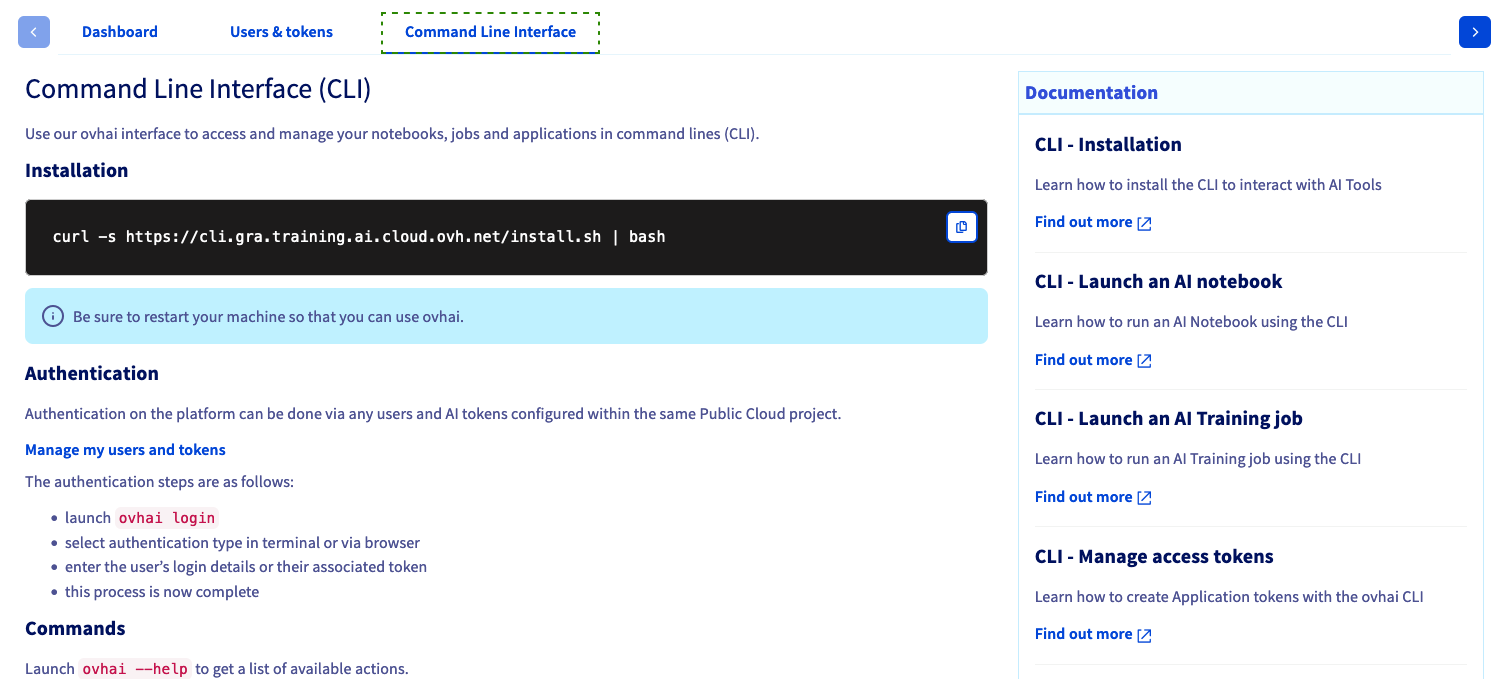 Dashboard
Users & tokens
Command Line Interface
Command Line Interface (CLI)
Use our ovhai interface to access and manage your notebooks, jobs and applications in command lines (CLI).
Installation
curl -s https://cli.gra.training.ai.cloud.ovh.net/install.sh | bash
Be sure to restart your machine so that you can use ovhai.
Authentication
Authentication on the platform can be done via any users and AI tokens configured within the same Public Cloud project.
Manage my users and tokens
The authentication steps are as follows:
• launch ovhai login
• select authentication type in terminal or via browser
• enter the user’s login details or their associated token
• this process is now complete
Commands
Launch ovhai --help to get a list of available actions.
Documentation
CLI - Installation
Learn how to install the CLI to interact with AI Tools
Find out more
CLI - Launch an AI notebook
Learn how to run an AI Notebook using the CLI
Find out more
CLI - Launch an AI Training job
Learn how to run an AI Training job using the CLI
Find out more
CLI - Manage access tokens
Learn how to create Application tokens with the ovhai CLI
Find out more